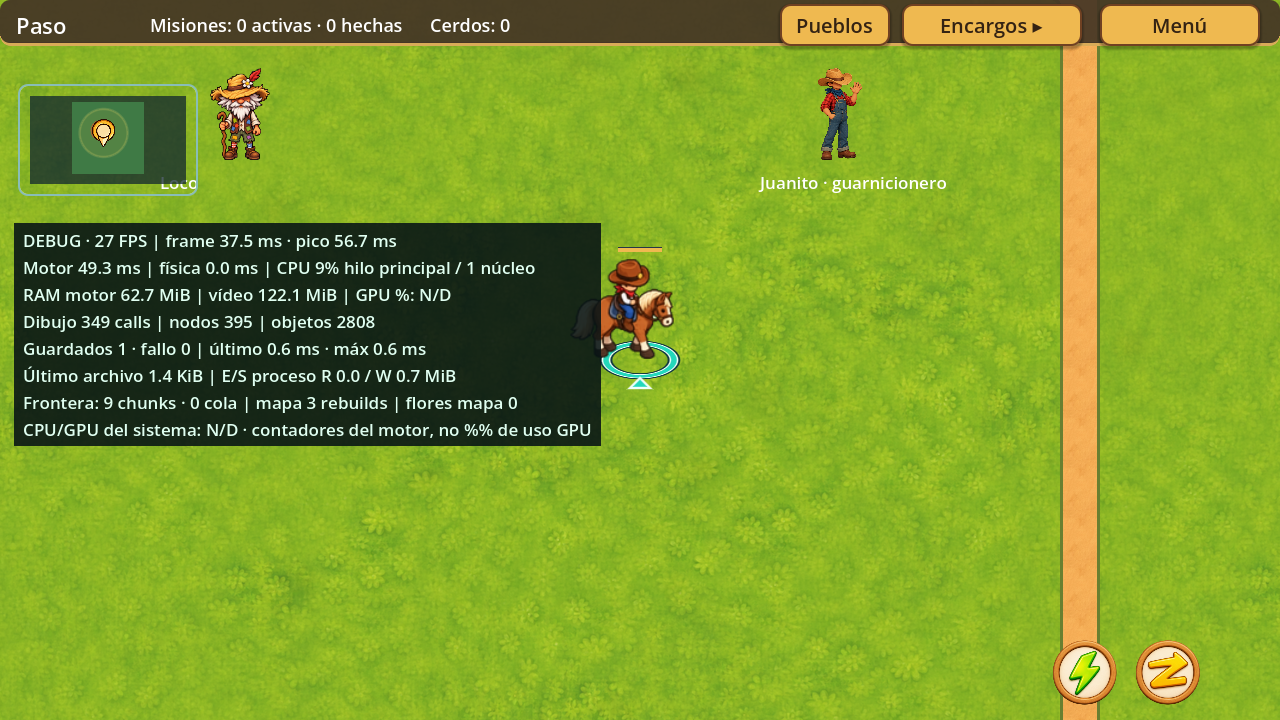 Paso
Misiones: 0 activas · 0 hechas
Cerdos: 0
Pueblos
Encargos ▸
Menú
Loco
Juanito · guarnicionero
DEBUG · 27 FPS | frame 37.5 ms · pico 56.7 ms
Motor 49.3 ms | física 0.0 ms | CPU 9% hilo principal / 1 núcleo
RAM motor 62.7 MiB | vídeo 122.1 MiB | GPU %: N/D
Dibujo 349 calls | nodos 395 | objetos 2808
Guardados 1 · fallo 0 | último 0.6 ms · máx 0.6 ms
Último archivo 1.4 KiB | E/S proceso R 0.0 / W 0.7 MiB
Frontera: 9 chunks · 0 cola | mapa 3 rebuilds | flores mapa 0
CPU/GPU del sistema: N/D · contadores del motor, no %% de uso GPU